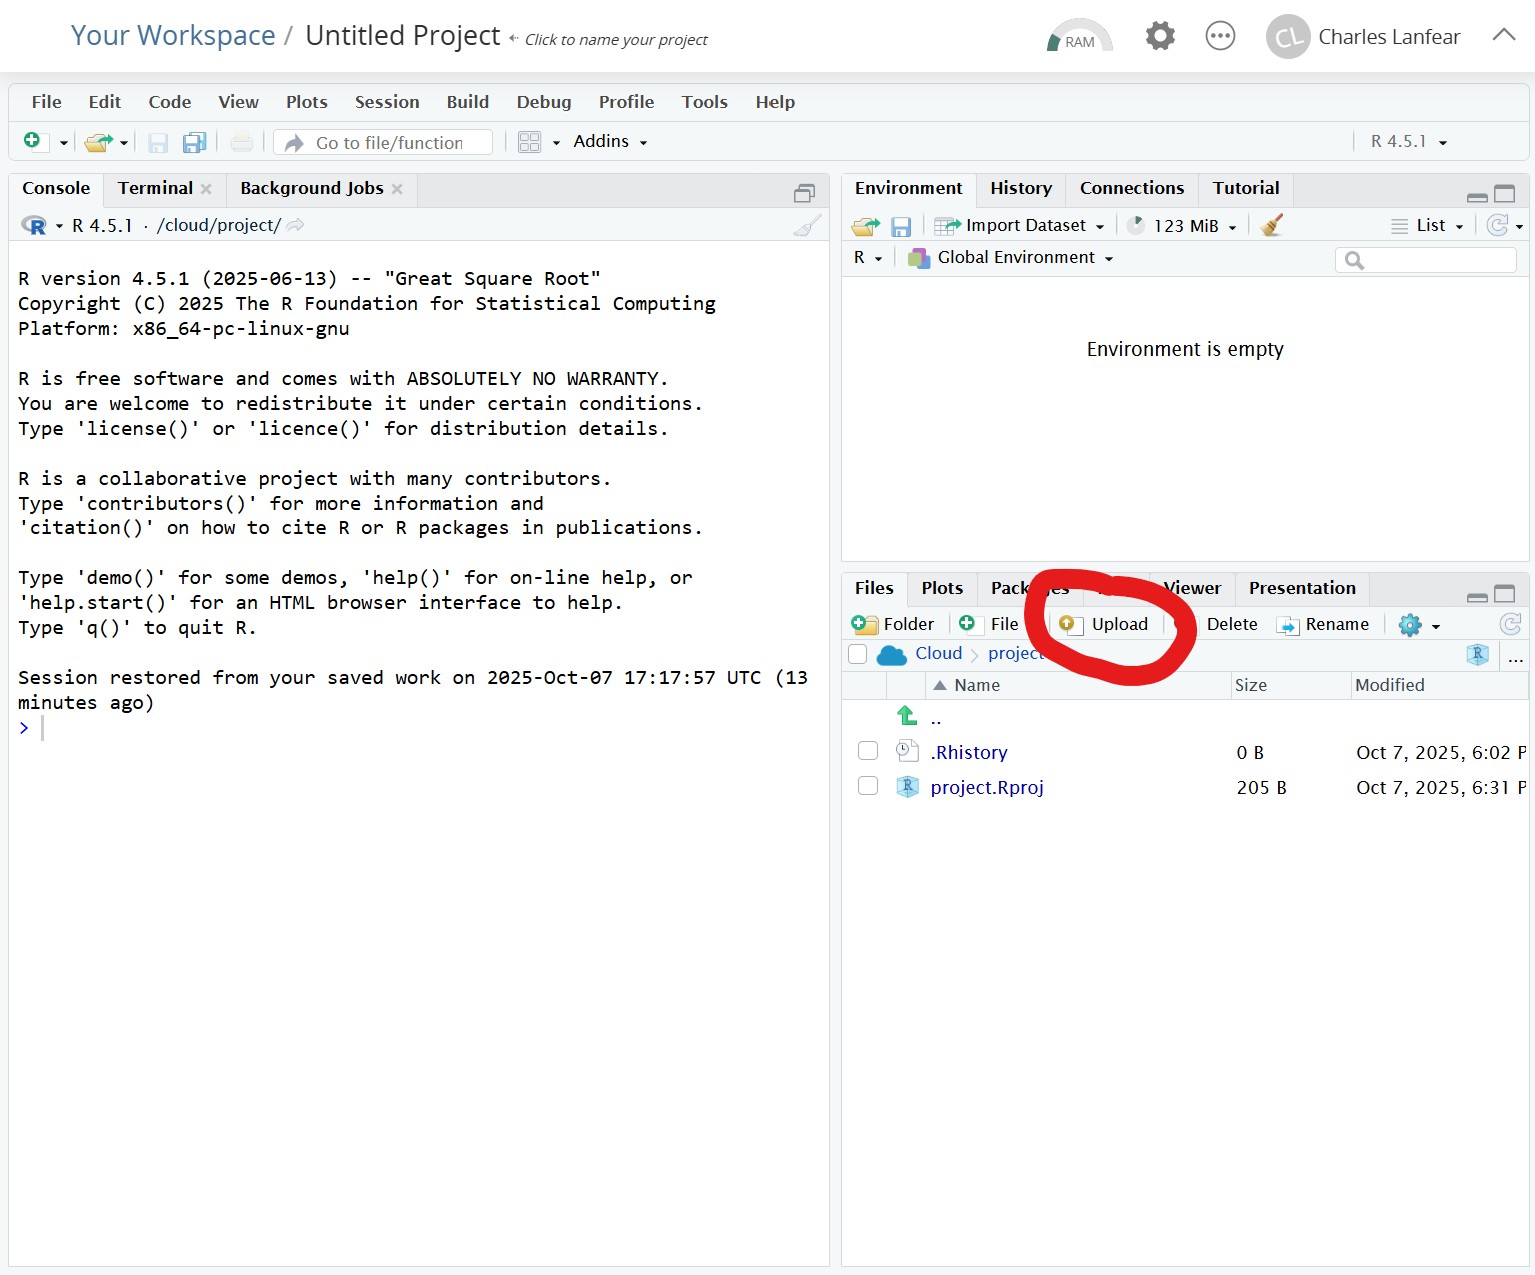 Your Workspace / Untitled Project Click to name your project RAM CL Charles Lanfear
File Edit Code View Plots Session Build Debug Profile Tools Help
Go to file/function Addins R 4.5.1
Console Terminal Background Jobs
R 4.5.1 · /cloud/project/
R version 4.5.1 (2025-06-13) -- "Great Square Root"
Copyright (C) 2025 The R Foundation for Statistical Computing
Platform: x86_64-pc-linux-gnu
R is free software and comes with ABSOLUTELY NO WARRANTY.
You are welcome to redistribute it under certain conditions.
Type 'license()' or 'licence()' for distribution details.
R is a collaborative project with many contributors.
Type 'contributors()' for more information and
'citation()' on how to cite R or R packages in publications.
Type 'demo()' for some demos, 'help()' for on-line help, or
'help.start()' for an HTML browser interface to help.
Type 'q()' to quit R.
Session restored from your saved work on 2025-Oct-07 17:17:57 UTC (13
minutes ago)
>
Environment History Connections Tutorial
Import Dataset 123 MiB List
R Global Environment
Environment is empty
Files Plots Packages Viewer Presentation
Folder File Upload Delete Rename
Cloud project R ...
Name Size Modified
..
.Rhistory 0 B Oct 7, 2025, 6:02 P
project.Rproj 205 B Oct 7, 2025, 6:31 P